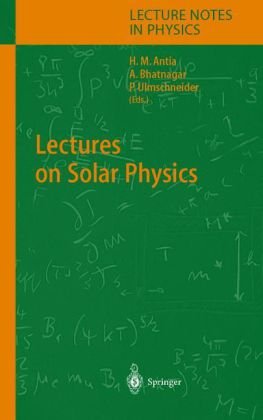 LECTURE NOTES
IN PHYSICS
H. M. Antia
A. Bhatnagar
P. Ulmschneider
(Eds.)
Lectures
on Solar Physics
Springer